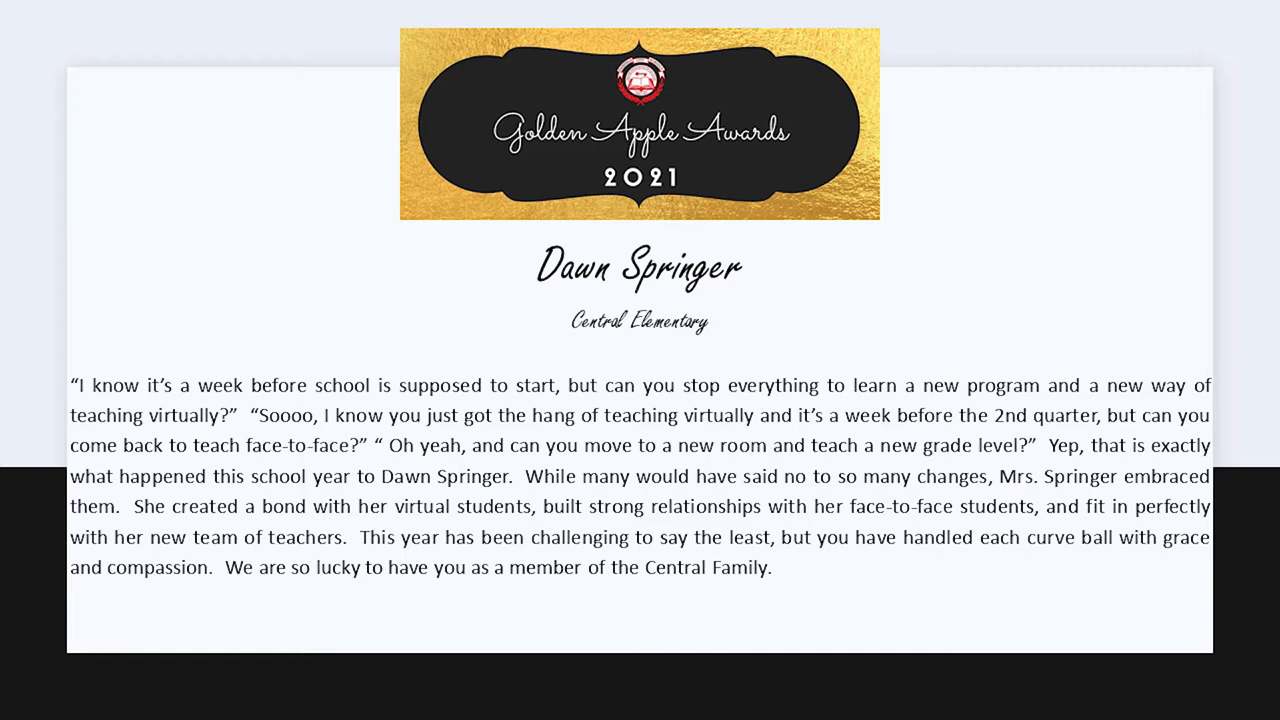 Golden Apple Awards
2021
Dawn Springer
Central Elementary
“I know it’s a week before school is supposed to start, but can you stop everything to learn a new program and a new way of
teaching virtually?”  “Soooo, I know you just got the hang of teaching virtually and it’s a week before the 2nd quarter, but can you
come back to teach face-to-face?” “ Oh yeah, and can you move to a new room and teach a new grade level?”  Yep, that is exactly
what happened this school year to Dawn Springer.  While many would have said no to so many changes, Mrs. Springer embraced
them.  She created a bond with her virtual students, built strong relationships with her face-to-face students, and fit in perfectly
with her new team of teachers.  This year has been challenging to say the least, but you have handled each curve ball with grace
and compassion.  We are so lucky to have you as a member of the Central Family.